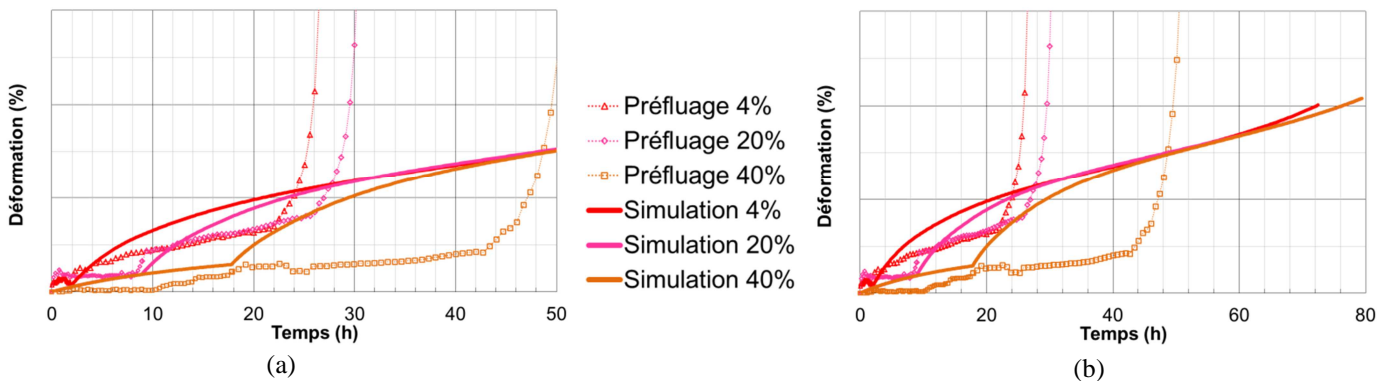 Déformation (%)
0 10 20 30 40 50
Temps (h)
(a)
Préfluage 4%
Préfluage 20%
Préfluage 40%
Simulation 4%
Simulation 20%
Simulation 40%
Déformation (%)
0 20 40 60 80
Temps (h)
(b)